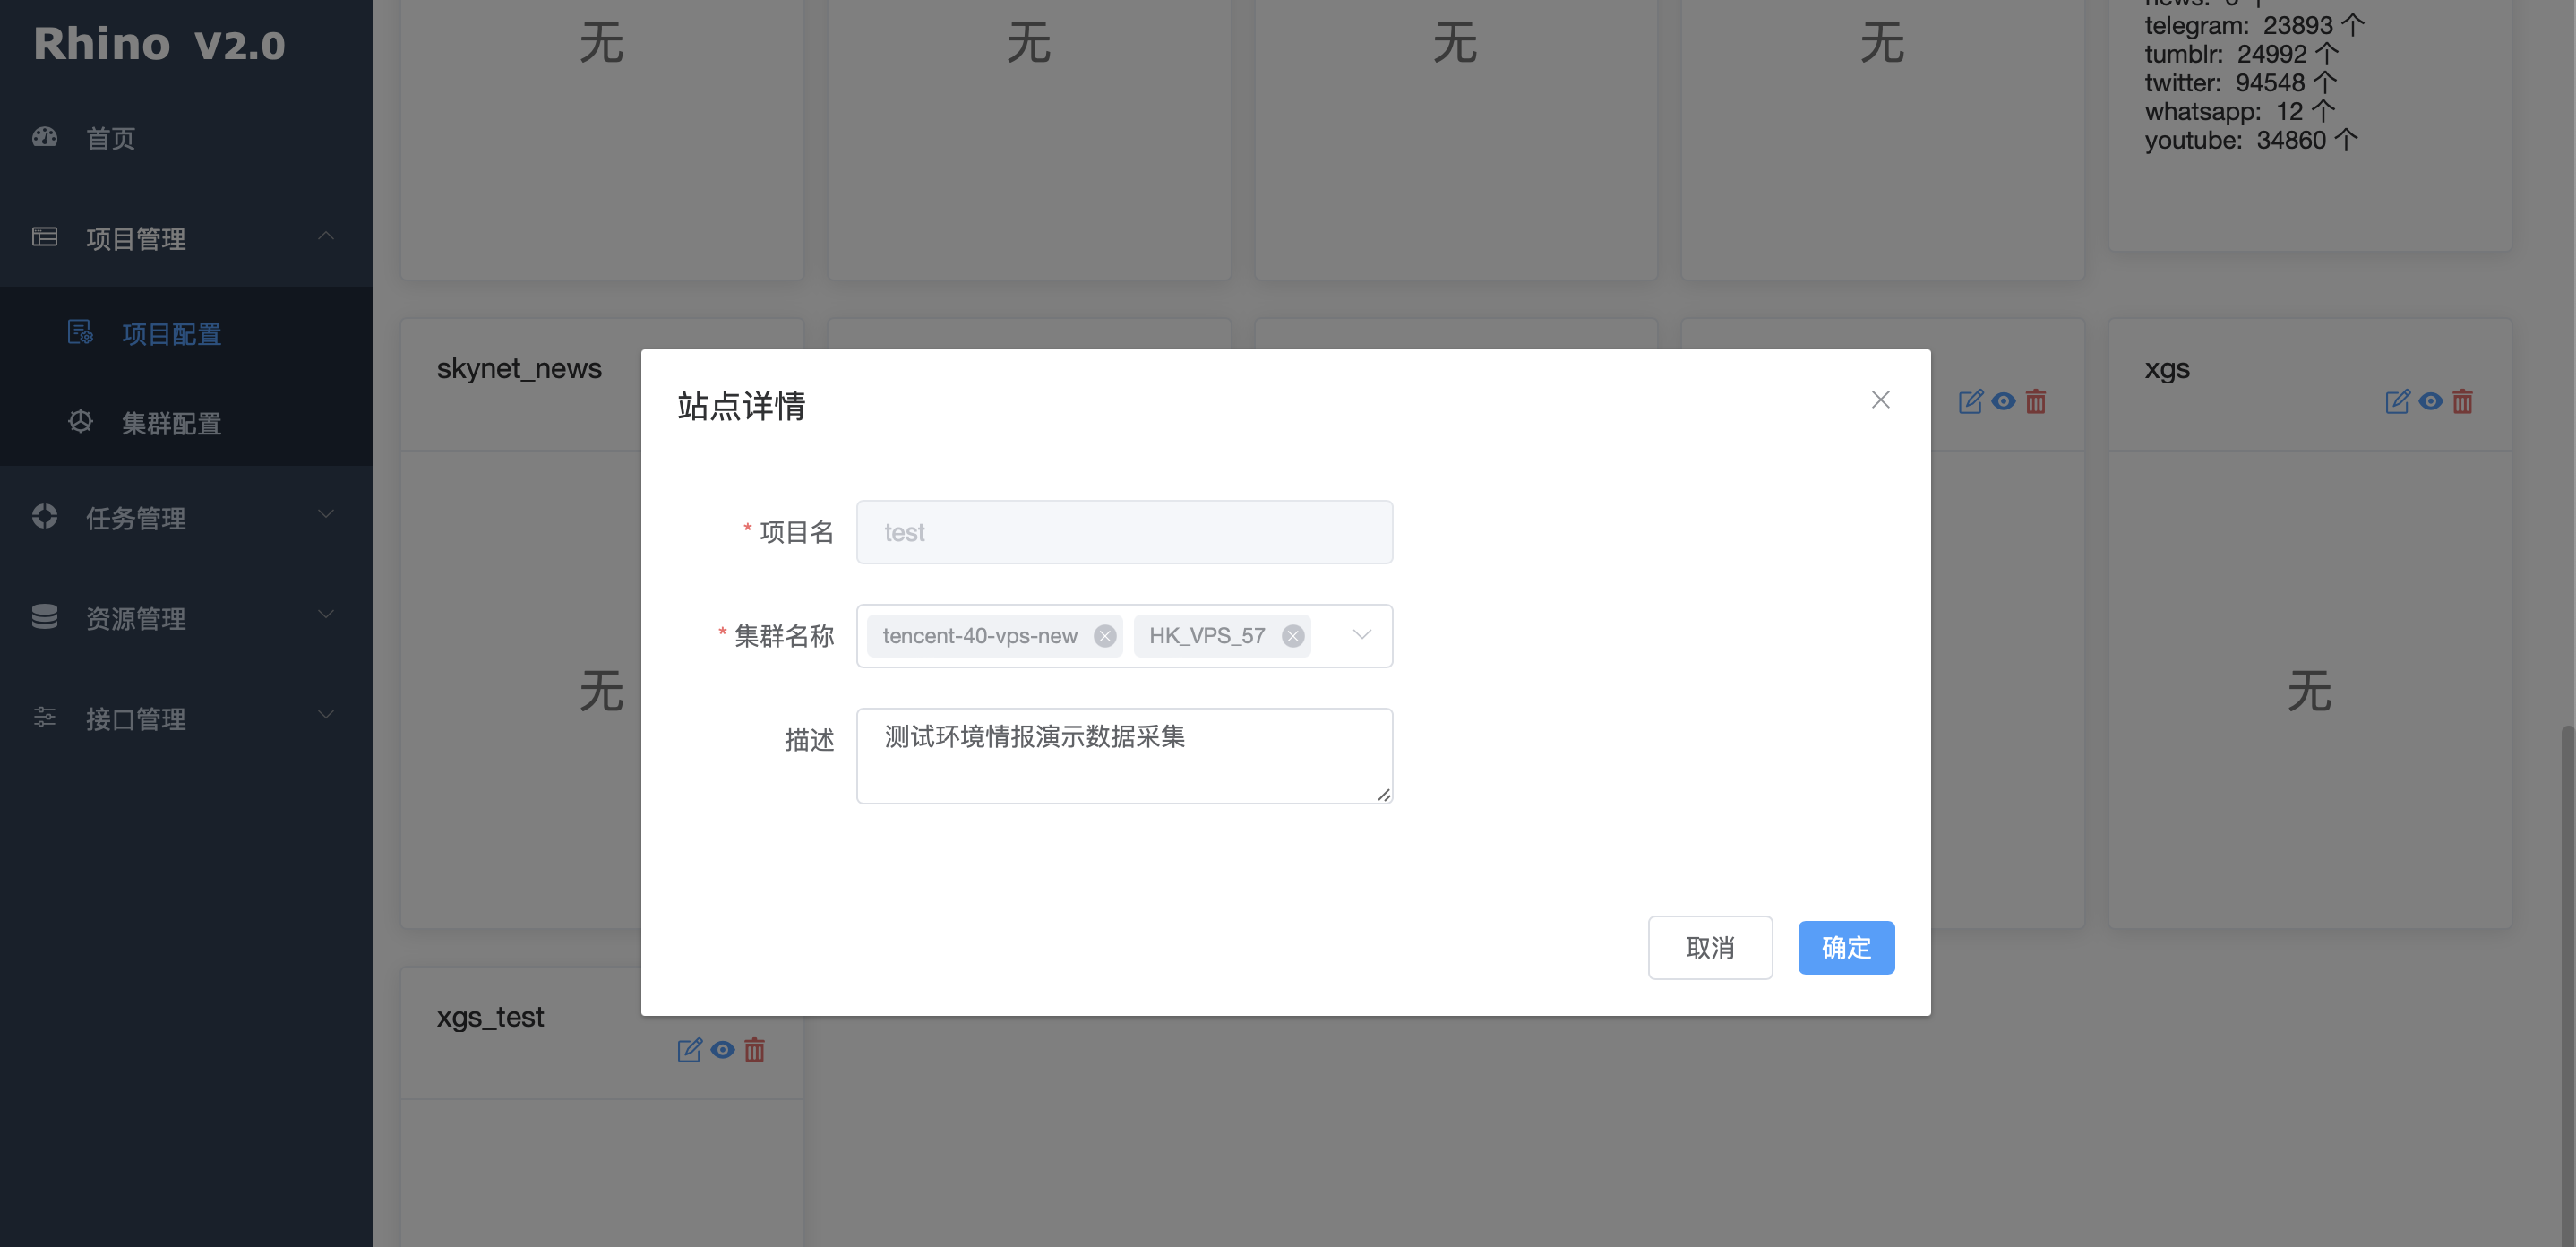 Rhino V2.0
首页
项目管理
项目配置
集群配置
任务管理
资源管理
接口管理
无
无
无
无
telegram: 23893 个
tumblr: 24992 个
twitter: 94548 个
whatsapp: 12 个
youtube: 34860 个
skynet_news
xgs
无
无
xgs_test
站点详情
* 项目名
test
* 集群名称
tencent-40-vps-new
HK_VPS_57
描述
测试环境情报演示数据采集
取消
确定